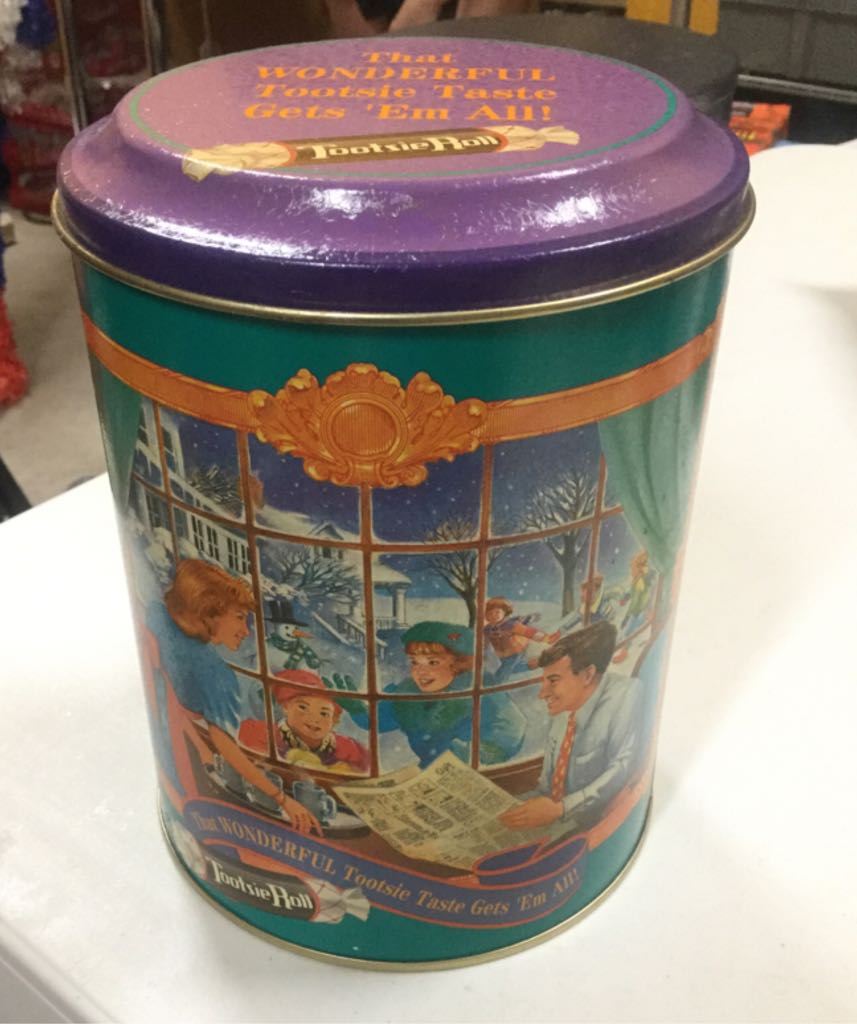 That
WONDERFUL
Tootsie Taste
Gets 'Em All!
Tootsie Roll
That WONDERFUL Tootsie Taste Gets 'Em All!
Tootsie Roll